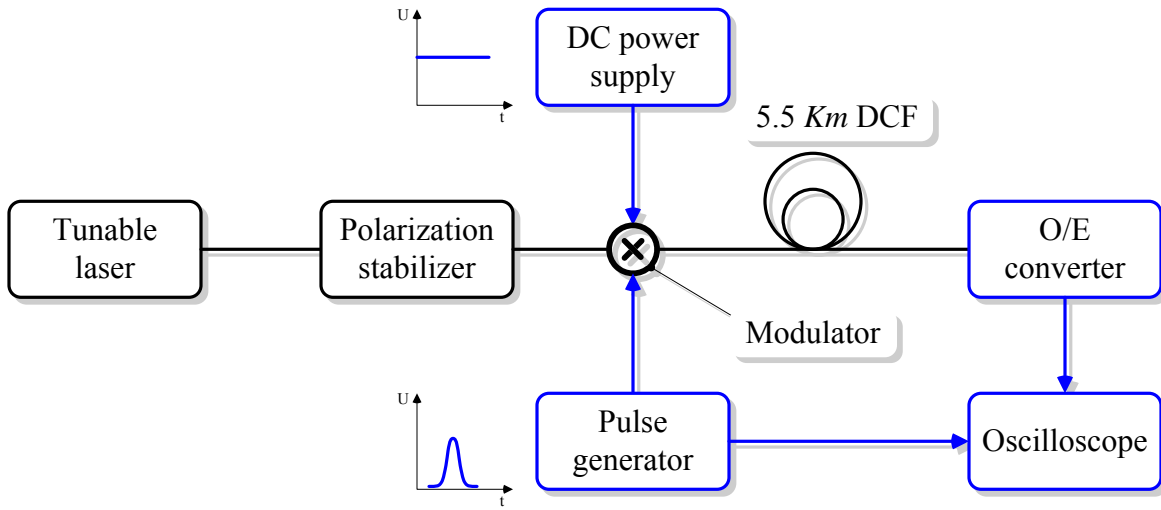 U
t
DC power
supply
5.5 Km DCF
Tunable
laser
Polarization
stabilizer
O/E
converter
Modulator
U
t
Pulse
generator
Oscilloscope